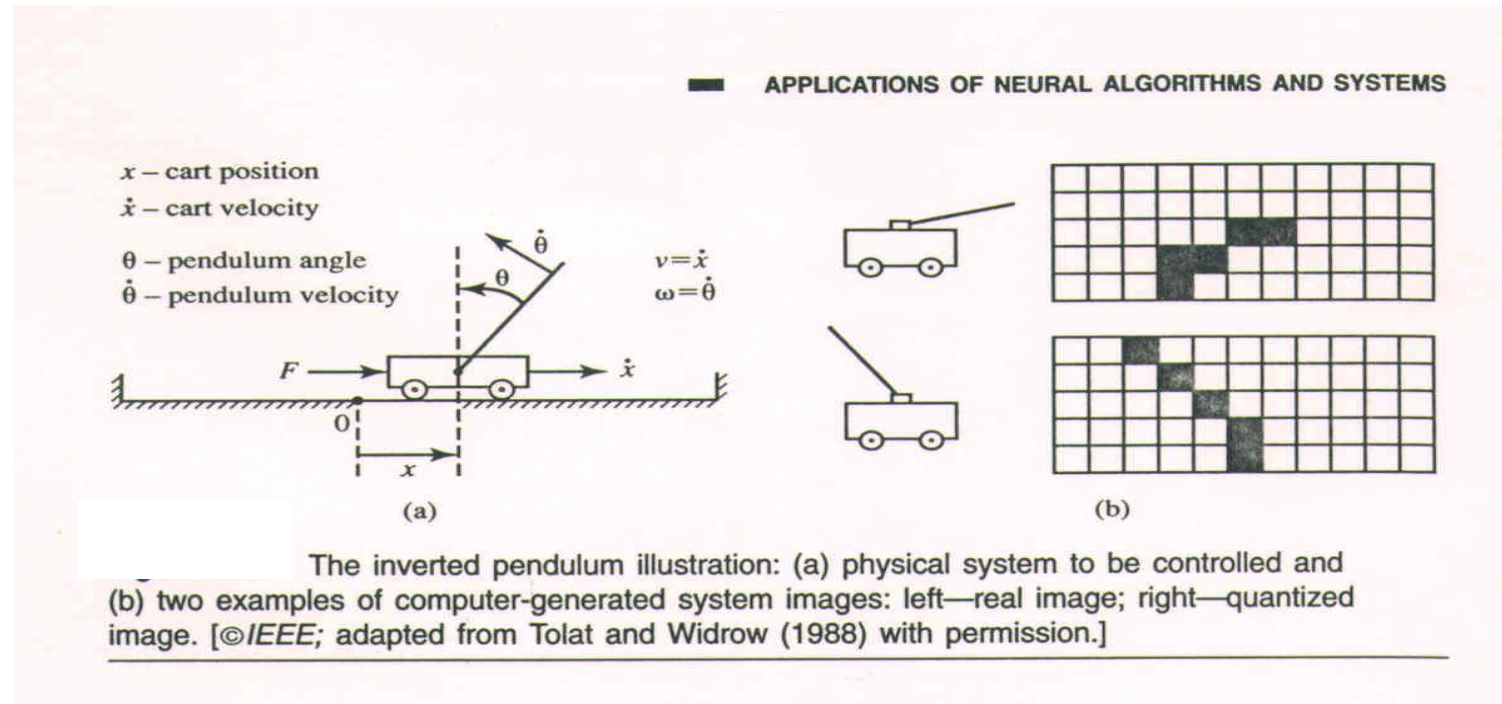 APPLICATIONS OF NEURAL ALGORITHMS AND SYSTEMS
x – cart position
ẋ – cart velocity
θ – pendulum angle
θ̇ – pendulum velocity
θ̇
θ
v=ẋ
ω=θ̇
F
ẋ
0
x
(a)
(b)
The inverted pendulum illustration: (a) physical system to be controlled and
(b) two examples of computer-generated system images: left—real image; right—quantized
image. [©IEEE; adapted from Tolat and Widrow (1988) with permission.]